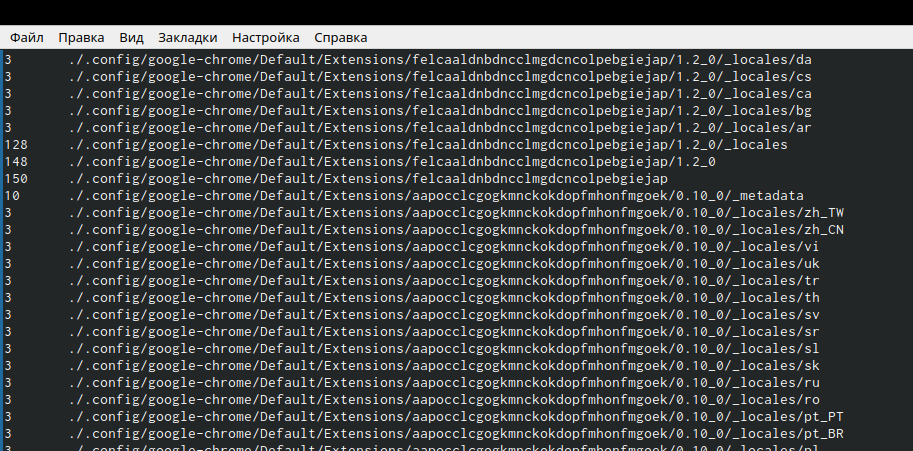 Файл Правка Вид Закладки Настройка Справка
3 ./.config/google-chrome/Default/Extensions/felcaaldnbdncclmgdcncolpebgiejap/1.2_0/_locales/da
3 ./.config/google-chrome/Default/Extensions/felcaaldnbdncclmgdcncolpebgiejap/1.2_0/_locales/cs
3 ./.config/google-chrome/Default/Extensions/felcaaldnbdncclmgdcncolpebgiejap/1.2_0/_locales/ca
3 ./.config/google-chrome/Default/Extensions/felcaaldnbdncclmgdcncolpebgiejap/1.2_0/_locales/bg
3 ./.config/google-chrome/Default/Extensions/felcaaldnbdncclmgdcncolpebgiejap/1.2_0/_locales/ar
128 ./.config/google-chrome/Default/Extensions/felcaaldnbdncclmgdcncolpebgiejap/1.2_0/_locales
148 ./.config/google-chrome/Default/Extensions/felcaaldnbdncclmgdcncolpebgiejap/1.2_0
150 ./.config/google-chrome/Default/Extensions/felcaaldnbdncclmgdcncolpebgiejap
10 ./.config/google-chrome/Default/Extensions/aapocclcgogkmnckokdopfmhonfmgoek/0.10_0/_metadata
3 ./.config/google-chrome/Default/Extensions/aapocclcgogkmnckokdopfmhonfmgoek/0.10_0/_locales/zh_TW
3 ./.config/google-chrome/Default/Extensions/aapocclcgogkmnckokdopfmhonfmgoek/0.10_0/_locales/zh_CN
3 ./.config/google-chrome/Default/Extensions/aapocclcgogkmnckokdopfmhonfmgoek/0.10_0/_locales/vi
3 ./.config/google-chrome/Default/Extensions/aapocclcgogkmnckokdopfmhonfmgoek/0.10_0/_locales/uk
3 ./.config/google-chrome/Default/Extensions/aapocclcgogkmnckokdopfmhonfmgoek/0.10_0/_locales/tr
3 ./.config/google-chrome/Default/Extensions/aapocclcgogkmnckokdopfmhonfmgoek/0.10_0/_locales/th
3 ./.config/google-chrome/Default/Extensions/aapocclcgogkmnckokdopfmhonfmgoek/0.10_0/_locales/sv
3 ./.config/google-chrome/Default/Extensions/aapocclcgogkmnckokdopfmhonfmgoek/0.10_0/_locales/sr
3 ./.config/google-chrome/Default/Extensions/aapocclcgogkmnckokdopfmhonfmgoek/0.10_0/_locales/sl
3 ./.config/google-chrome/Default/Extensions/aapocclcgogkmnckokdopfmhonfmgoek/0.10_0/_locales/sk
3 ./.config/google-chrome/Default/Extensions/aapocclcgogkmnckokdopfmhonfmgoek/0.10_0/_locales/ru
3 ./.config/google-chrome/Default/Extensions/aapocclcgogkmnckokdopfmhonfmgoek/0.10_0/_locales/ro
3 ./.config/google-chrome/Default/Extensions/aapocclcgogkmnckokdopfmhonfmgoek/0.10_0/_locales/pt_PT
3 ./.config/google-chrome/Default/Extensions/aapocclcgogkmnckokdopfmhonfmgoek/0.10_0/_locales/pt_BR